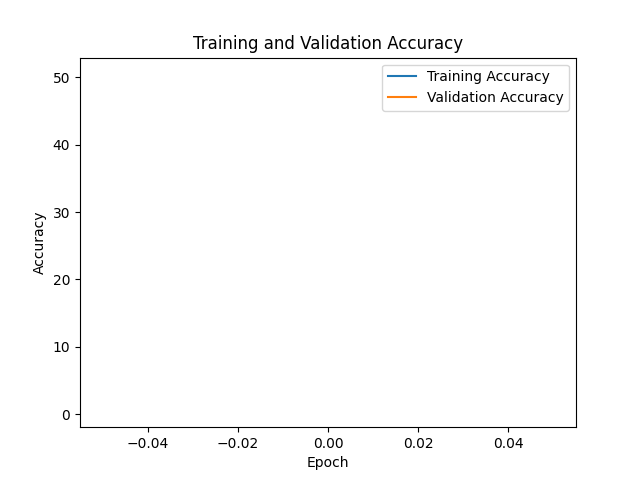 Training and Validation Accuracy
Training Accuracy
Validation Accuracy
50
40
30
20
10
0
Accuracy
−0.04
−0.02
0.00
0.02
0.04
Epoch